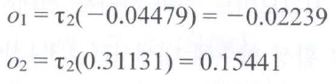 o₁ = τ₂(−0.04479) = −0.02239
o₂ = τ₂(0.31131) = 0.15441